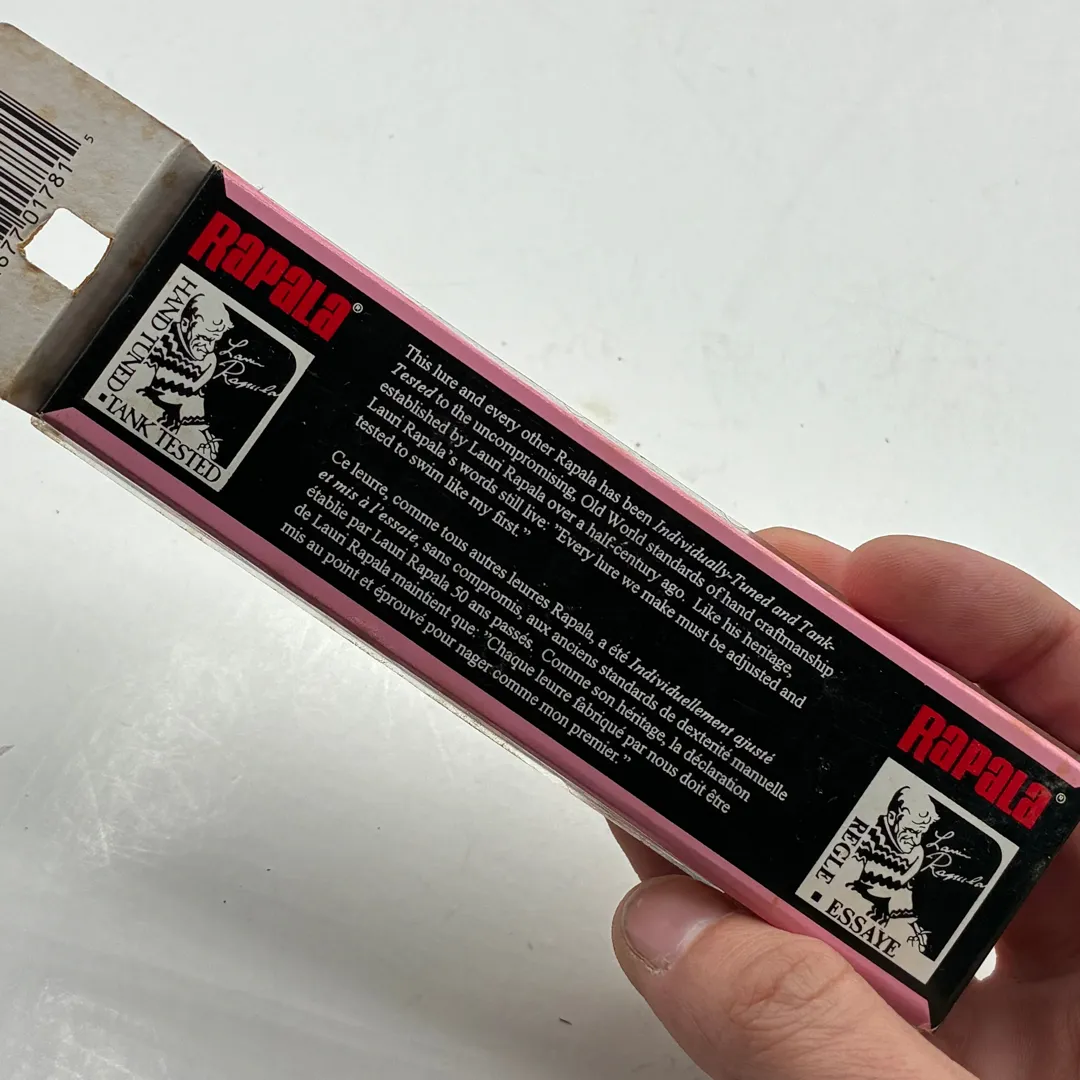 677 01781 5
Rapala®
HAND TUNED
▪TANK TESTED
Lauri
Rapala
This lure and every other Rapala has been Individually-Tuned and Tank-
Tested to the uncompromising, Old World standards of hand craftmanship
established by Lauri Rapala over a half-century ago. Like his heritage,
Lauri Rapala's words still live: "Every lure we make must be adjusted and
tested to swim like my first."
Ce leurre, comme tous autres leurres Rapala, a été Individuellement ajusté
et mis à l'essaie, sans compromis, aux anciens standards de dexterité manuelle
établie par Lauri Rapala 50 ans passés. Comme son héritage, la déclaration
de Lauri Rapala maintient que: "Chaque leurre fabriqué par nous doit être
mis au point et éprouvé pour nager comme mon premier."
Rapala®
REGLE ▪ ESSAYE
Lauri
Rapala